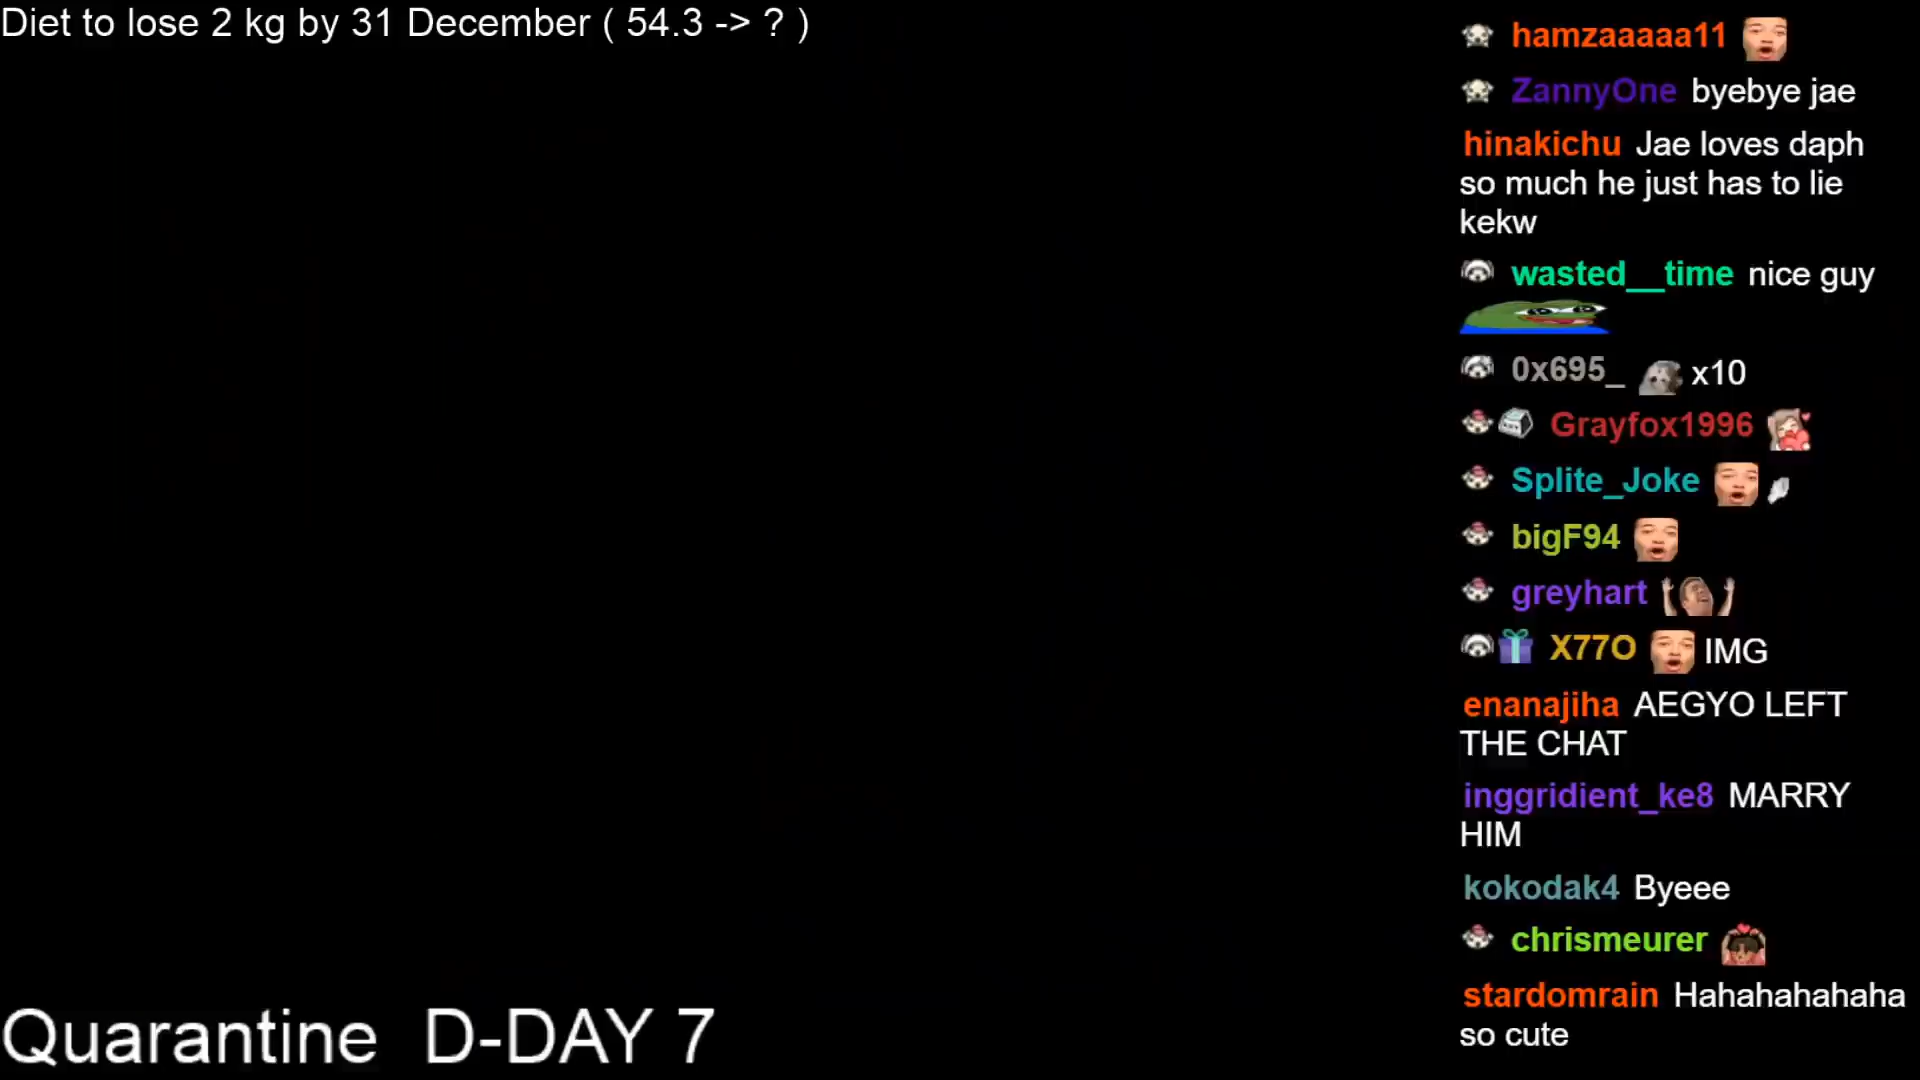 Diet to lose 2 kg by 31 December ( 54.3 -> ? )
hamzaaaaa11
ZannyOne byebye jae
hinakichu Jae loves daph
so much he just has to lie
kekw
wasted__time nice guy
0x695_ x10
Grayfox1996
Splite_Joke
bigF94
greyhart
X77O IMG
enanajiha AEGYO LEFT
THE CHAT
inggridient_ke8 MARRY
HIM
kokodak4 Byeee
chrismeurer
stardomrain Hahahahahaha
so cute
Quarantine D-DAY 7